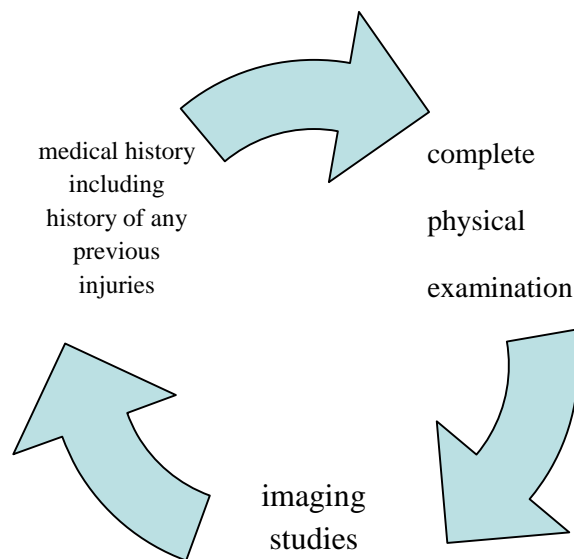 medical history
including
history of any
previous
injuries
complete
physical
examination
imaging
studies